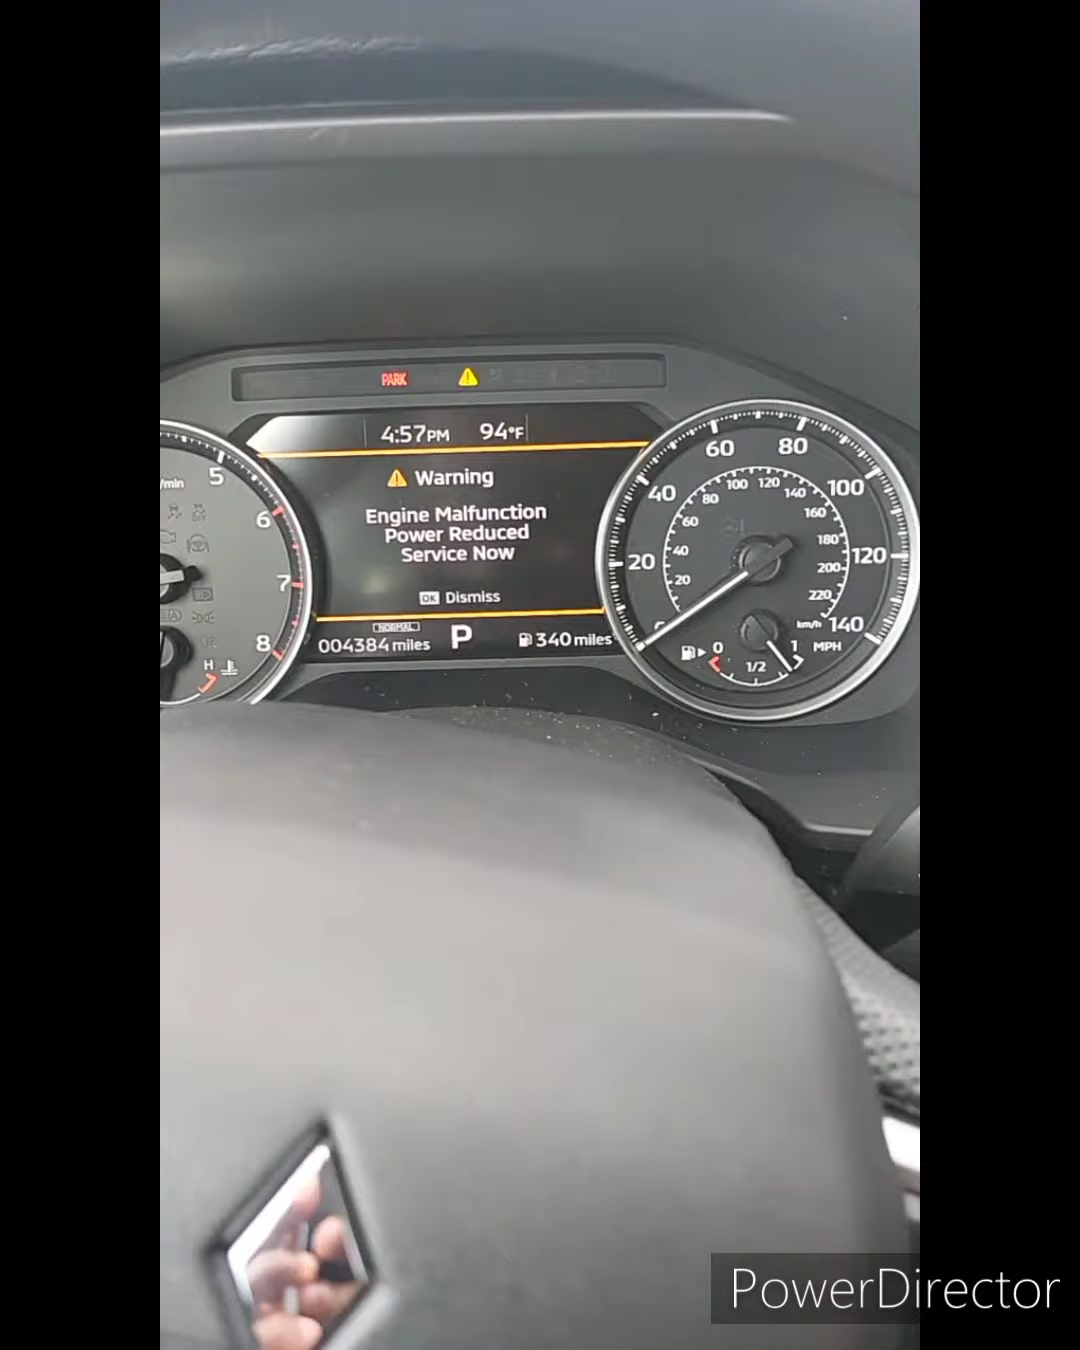 PARK
4:57PM 94°F
Warning
Engine Malfunction
Power Reduced
Service Now
OK Dismiss
NORMAL
004384 miles P 340 miles
/min
5
6
7
8
H
20 40 60 80 100 120 140
20 40 60 80 100 120 140 160 180 200 220
km/h
MPH
0 1/2 1
PowerDirector